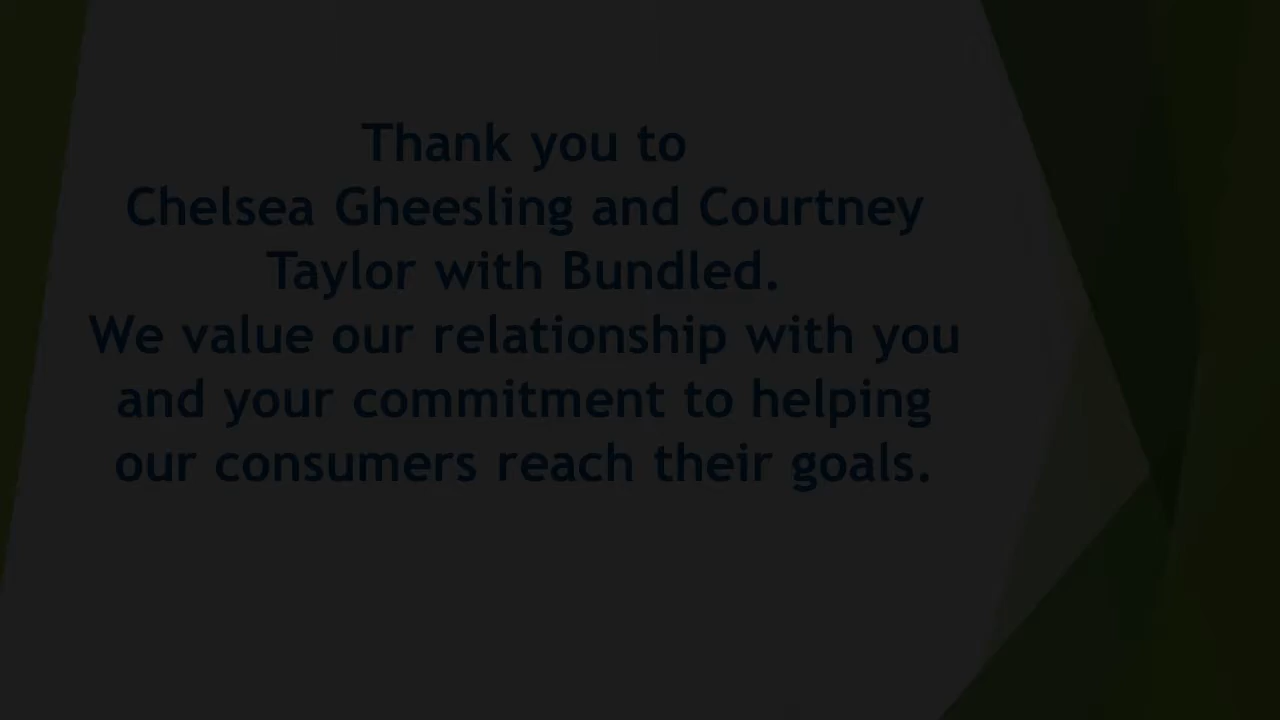 Thank you to
Chelsea Gheesling and Courtney
Taylor with Bundled.
We value our relationship with you
and your commitment to helping
our consumers reach their goals.